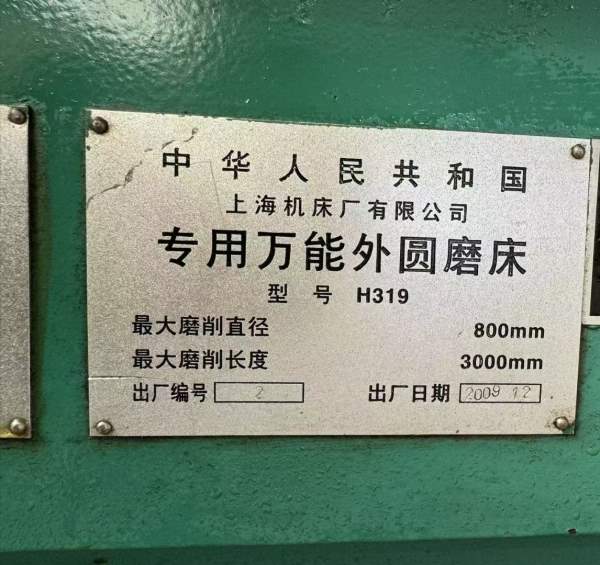 中华人民共和国
上海机床厂有限公司
专用万能外圆磨床
型号 H319
最大磨削直径 800mm
最大磨削长度 3000mm
出厂编号 2 出厂日期 2009 12